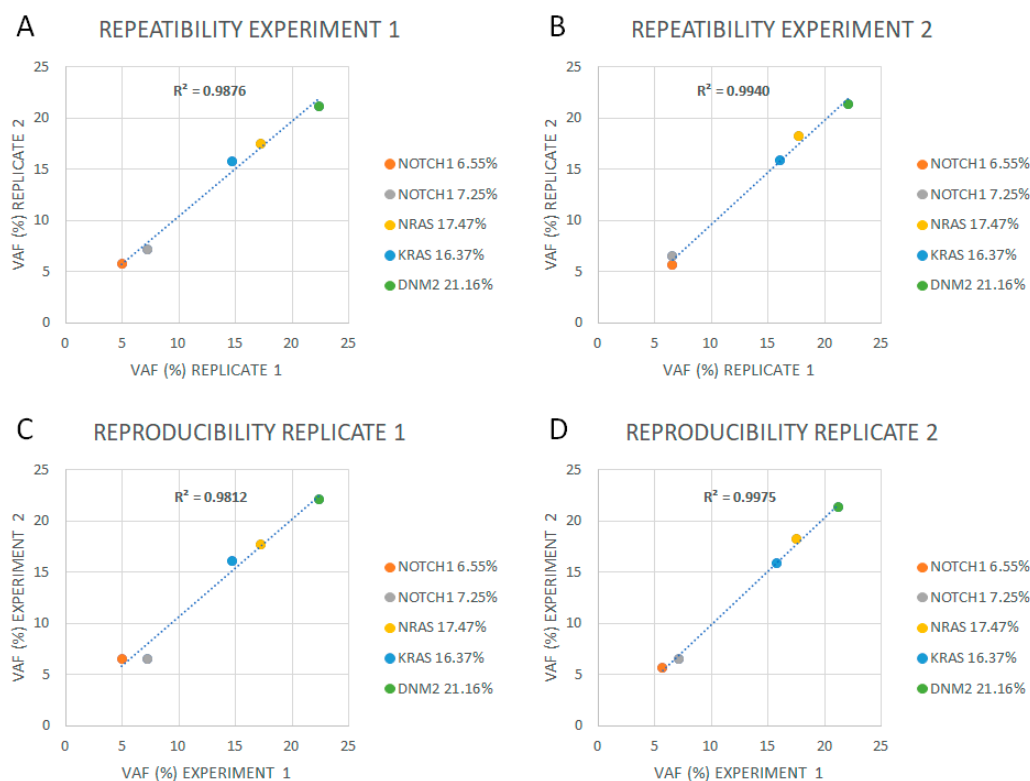 A
REPEATIBILITY EXPERIMENT 1
25
20
15
10
5
0
R² = 0.9876
VAF (%) REPLICATE 2
0 5 10 15 20 25
VAF (%) REPLICATE 1
NOTCH1 6.55%
NOTCH1 7.25%
NRAS 17.47%
KRAS 16.37%
DNM2 21.16%
B
REPEATIBILITY EXPERIMENT 2
25
20
15
10
5
0
R² = 0.9940
VAF (%) REPLICATE 2
0 5 10 15 20 25
VAF (%) REPLICATE 1
NOTCH1 6.55%
NOTCH1 7.25%
NRAS 17.47%
KRAS 16.37%
DNM2 21.16%
C
REPRODUCIBILITY REPLICATE 1
25
20
15
10
5
0
R² = 0.9812
VAF (%) EXPERIMENT 2
0 5 10 15 20 25
VAF (%) EXPERIMENT 1
NOTCH1 6.55%
NOTCH1 7.25%
NRAS 17.47%
KRAS 16.37%
DNM2 21.16%
D
REPRODUCIBILITY REPLICATE 2
25
20
15
10
5
0
R² = 0.9975
VAF (%) EXPERIMENT 2
0 5 10 15 20 25
VAF (%) EXPERIMENT 1
NOTCH1 6.55%
NOTCH1 7.25%
NRAS 17.47%
KRAS 16.37%
DNM2 21.16%